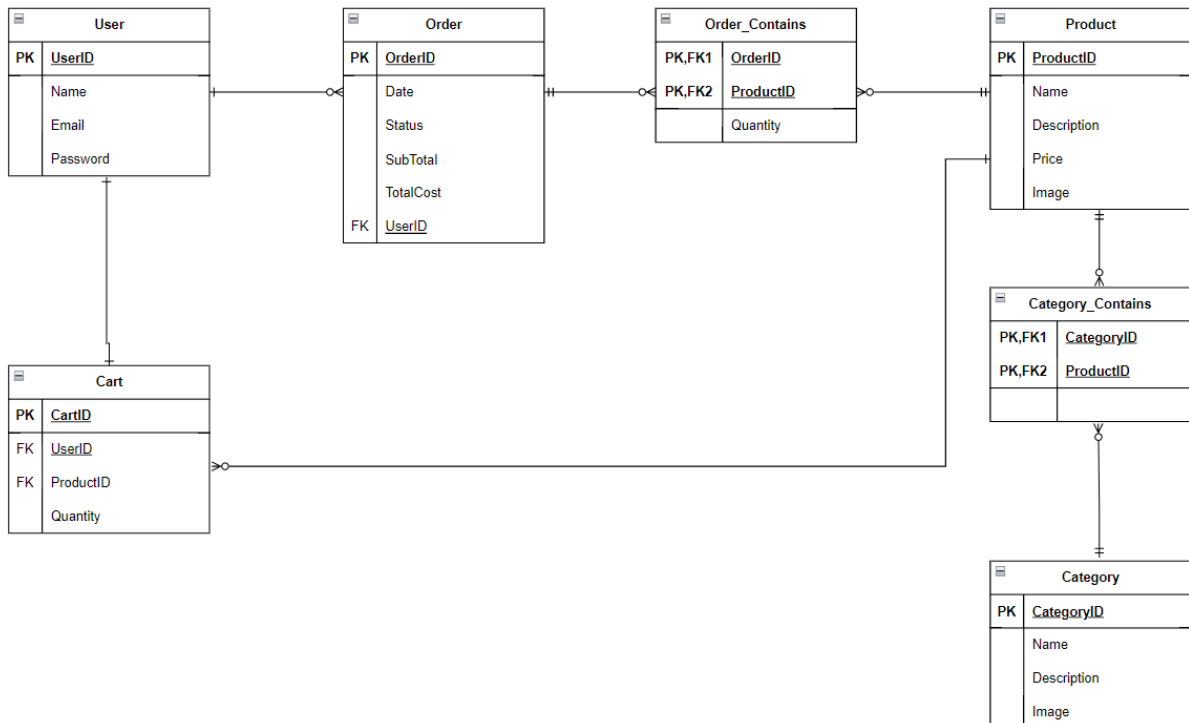 User
PK UserID
Name
Email
Password
Order
PK OrderID
Date
Status
SubTotal
TotalCost
FK UserID
Order_Contains
PK,FK1 OrderID
PK,FK2 ProductID
Quantity
Product
PK ProductID
Name
Description
Price
Image
Category_Contains
PK,FK1 CategoryID
PK,FK2 ProductID
Cart
PK CartID
FK UserID
FK ProductID
Quantity
Category
PK CategoryID
Name
Description
Image